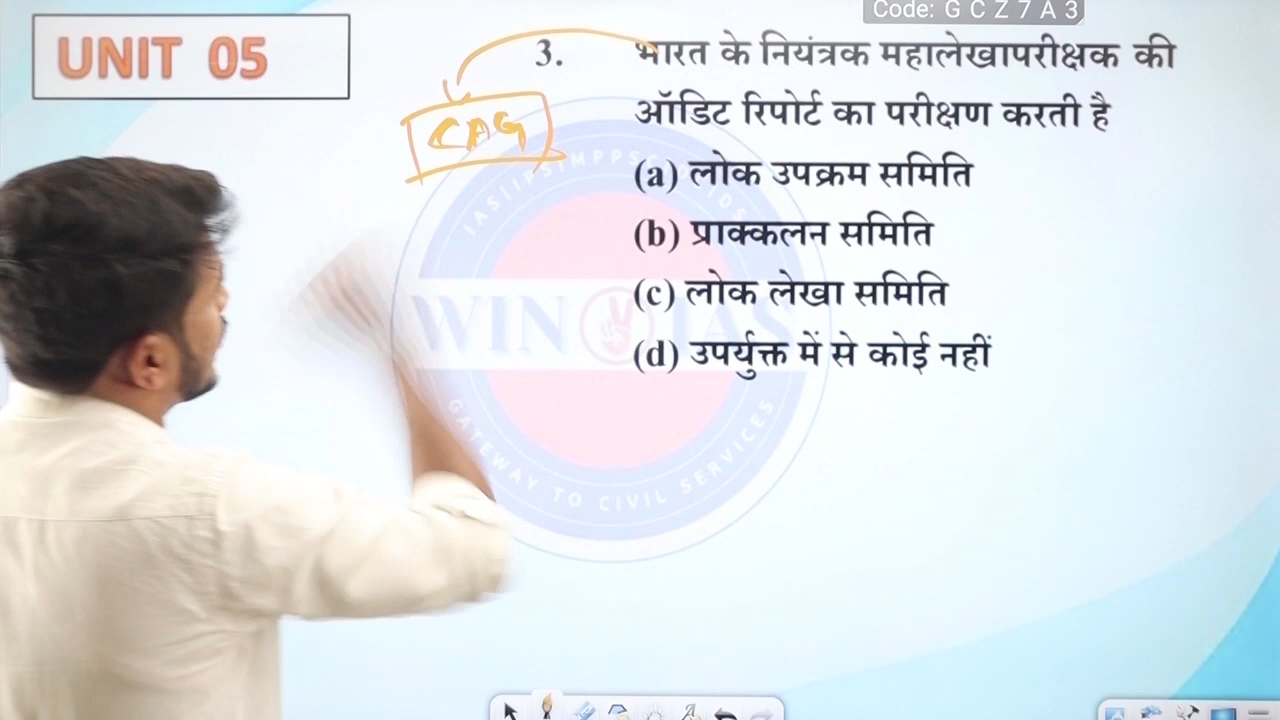 Code: G C Z 7 A 3
UNIT 05
3. भारत के नियंत्रक महालेखापरीक्षक की
ऑडिट रिपोर्ट का परीक्षण करती है
CAG
(a) लोक उपक्रम समिति
(b) प्राक्कलन समिति
(c) लोक लेखा समिति
(d) उपर्युक्त में से कोई नहीं
WIN IAS
GATEWAY TO CIVIL SERVICES